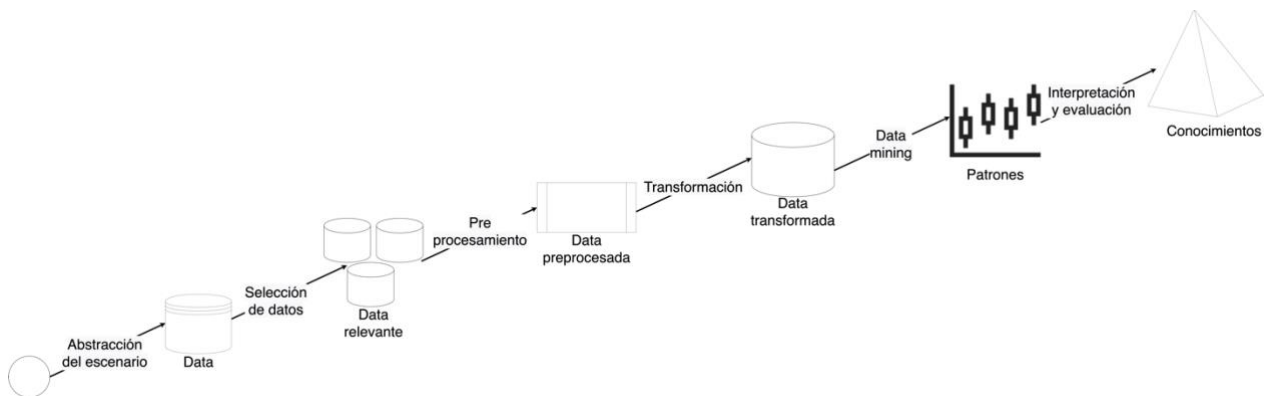 Abstracción
del escenario
Data
Selección
de datos
Data
relevante
Pre
procesamiento
Data
preprocesada
Transformación
Data
transformada
Data
mining
Patrones
Interpretación
y evaluación
Conocimientos